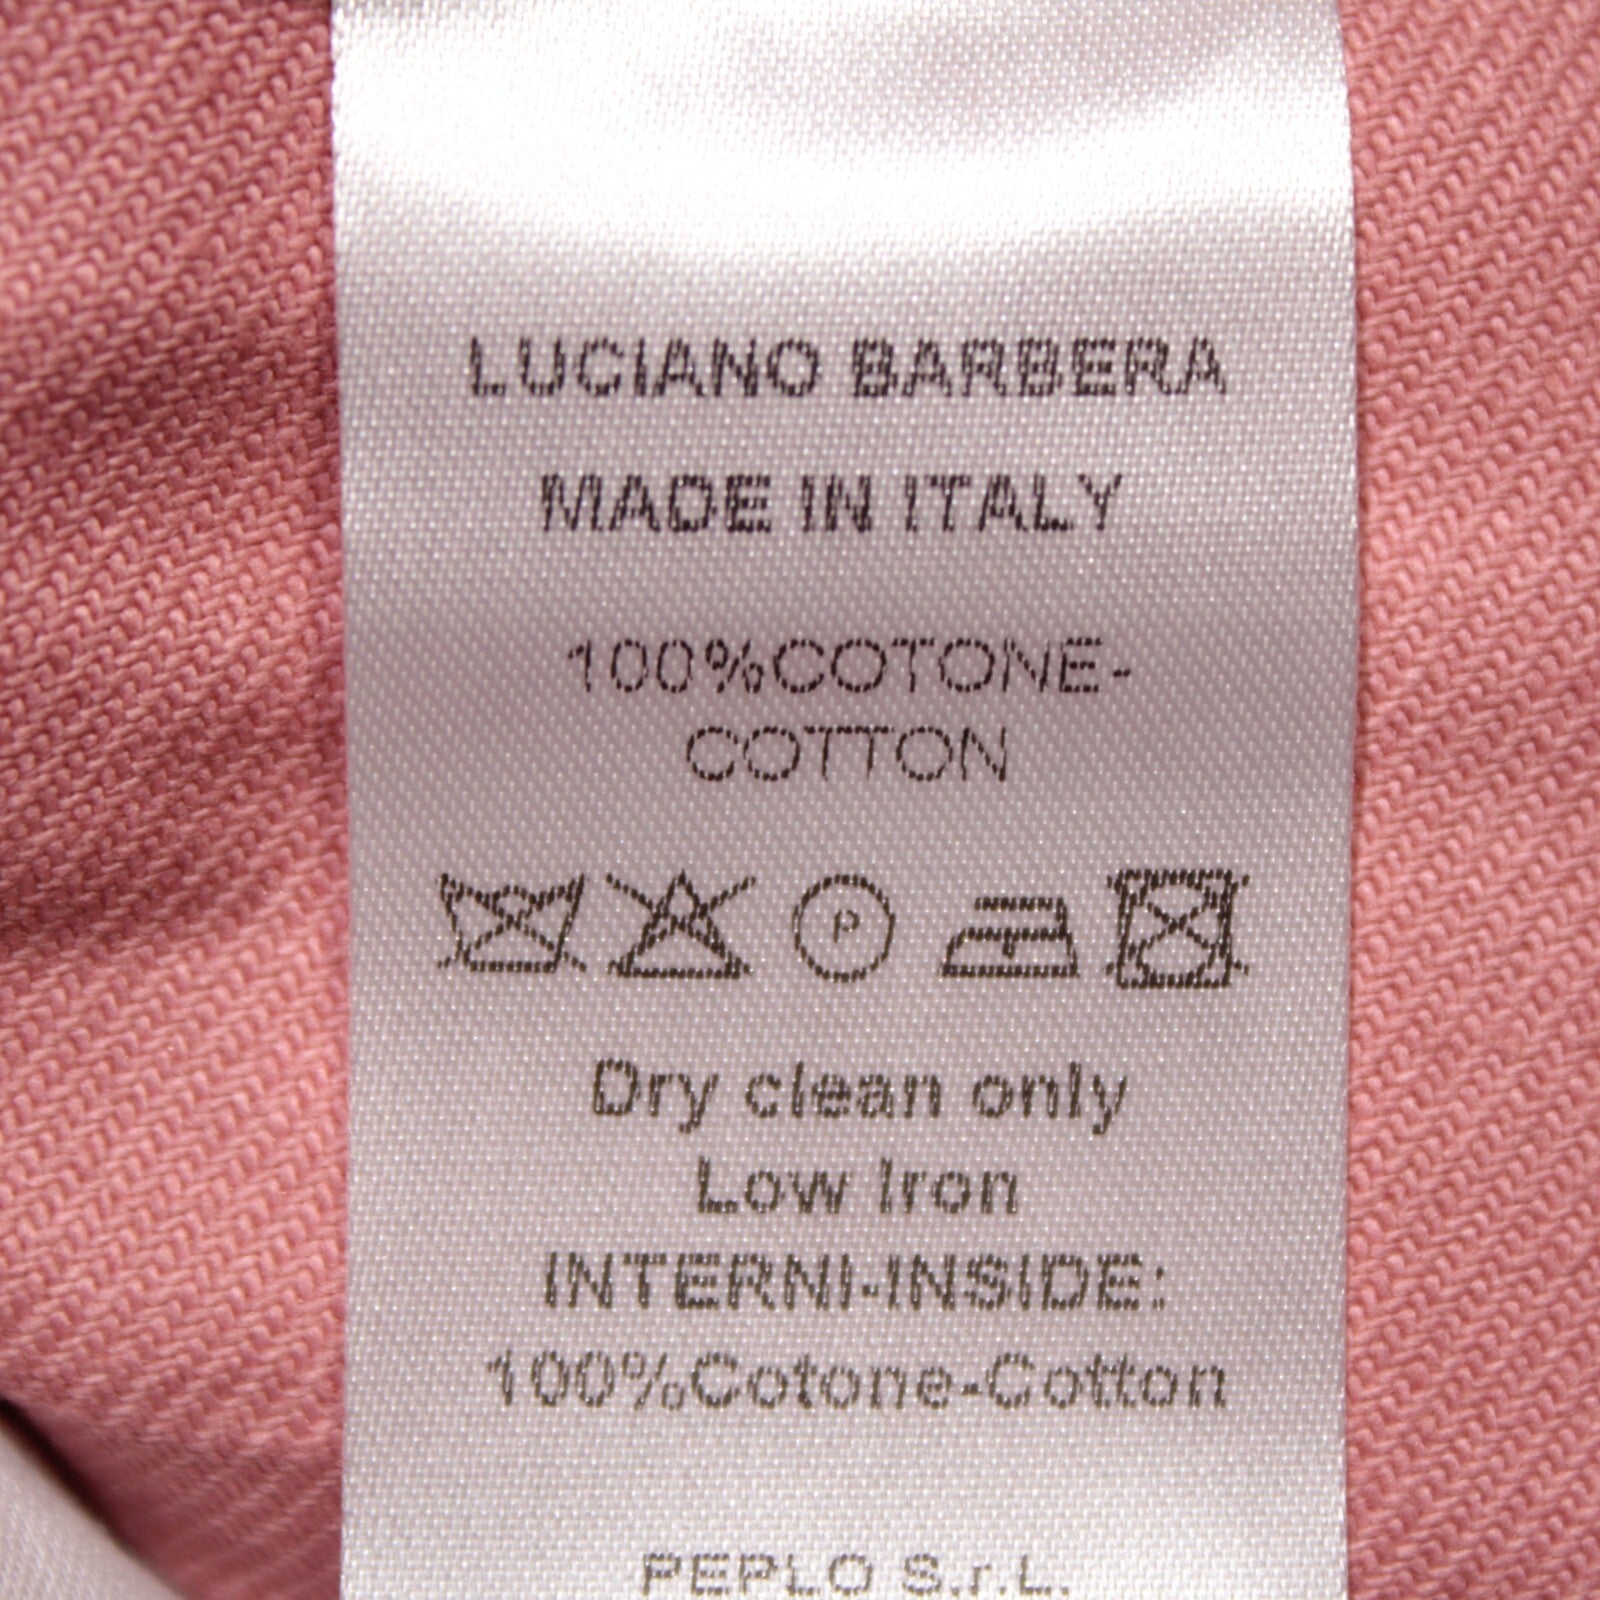 LUCIANO BARBERA
MADE IN ITALY
100%COTONE-
COTTON
P
Dry clean only
Low Iron
INTERNI-INSIDE:
100%Cotone-Cotton
PEPLO S.r.L.